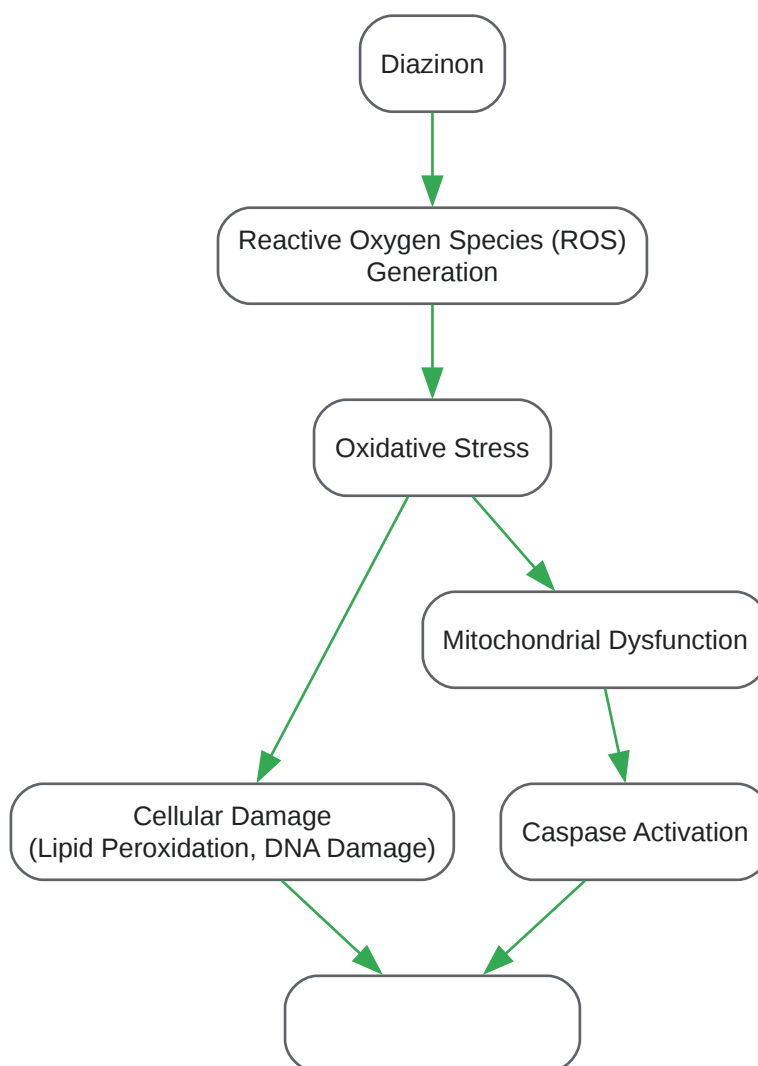 Diazinon
Reactive Oxygen Species (ROS)
Generation
Oxidative Stress
Mitochondrial Dysfunction
Cellular Damage
(Lipid Peroxidation, DNA Damage)
Caspase Activation